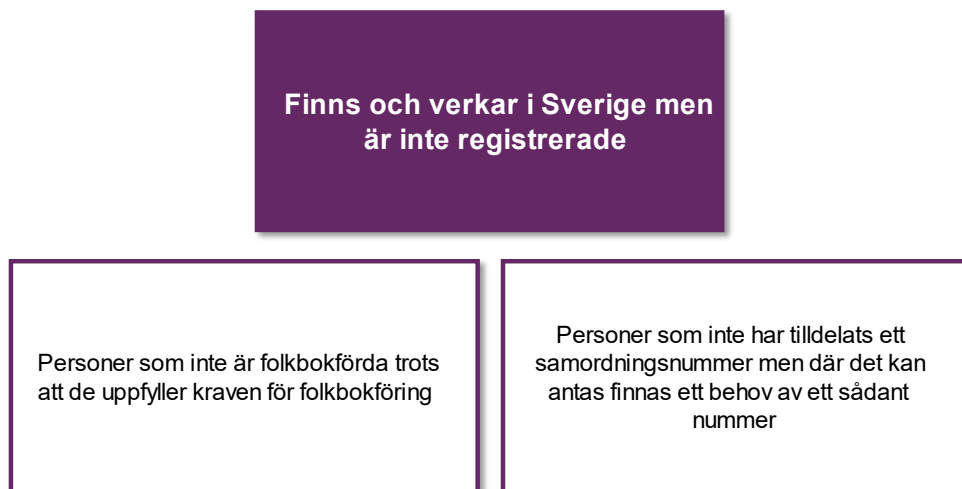 Finns och verkar i Sverige men
är inte registrerade
Personer som inte är folkbokförda trots
att de uppfyller kraven för folkbokföring
Personer som inte har tilldelats ett
samordningsnummer men där det kan
antas finnas ett behov av ett sådant
nummer